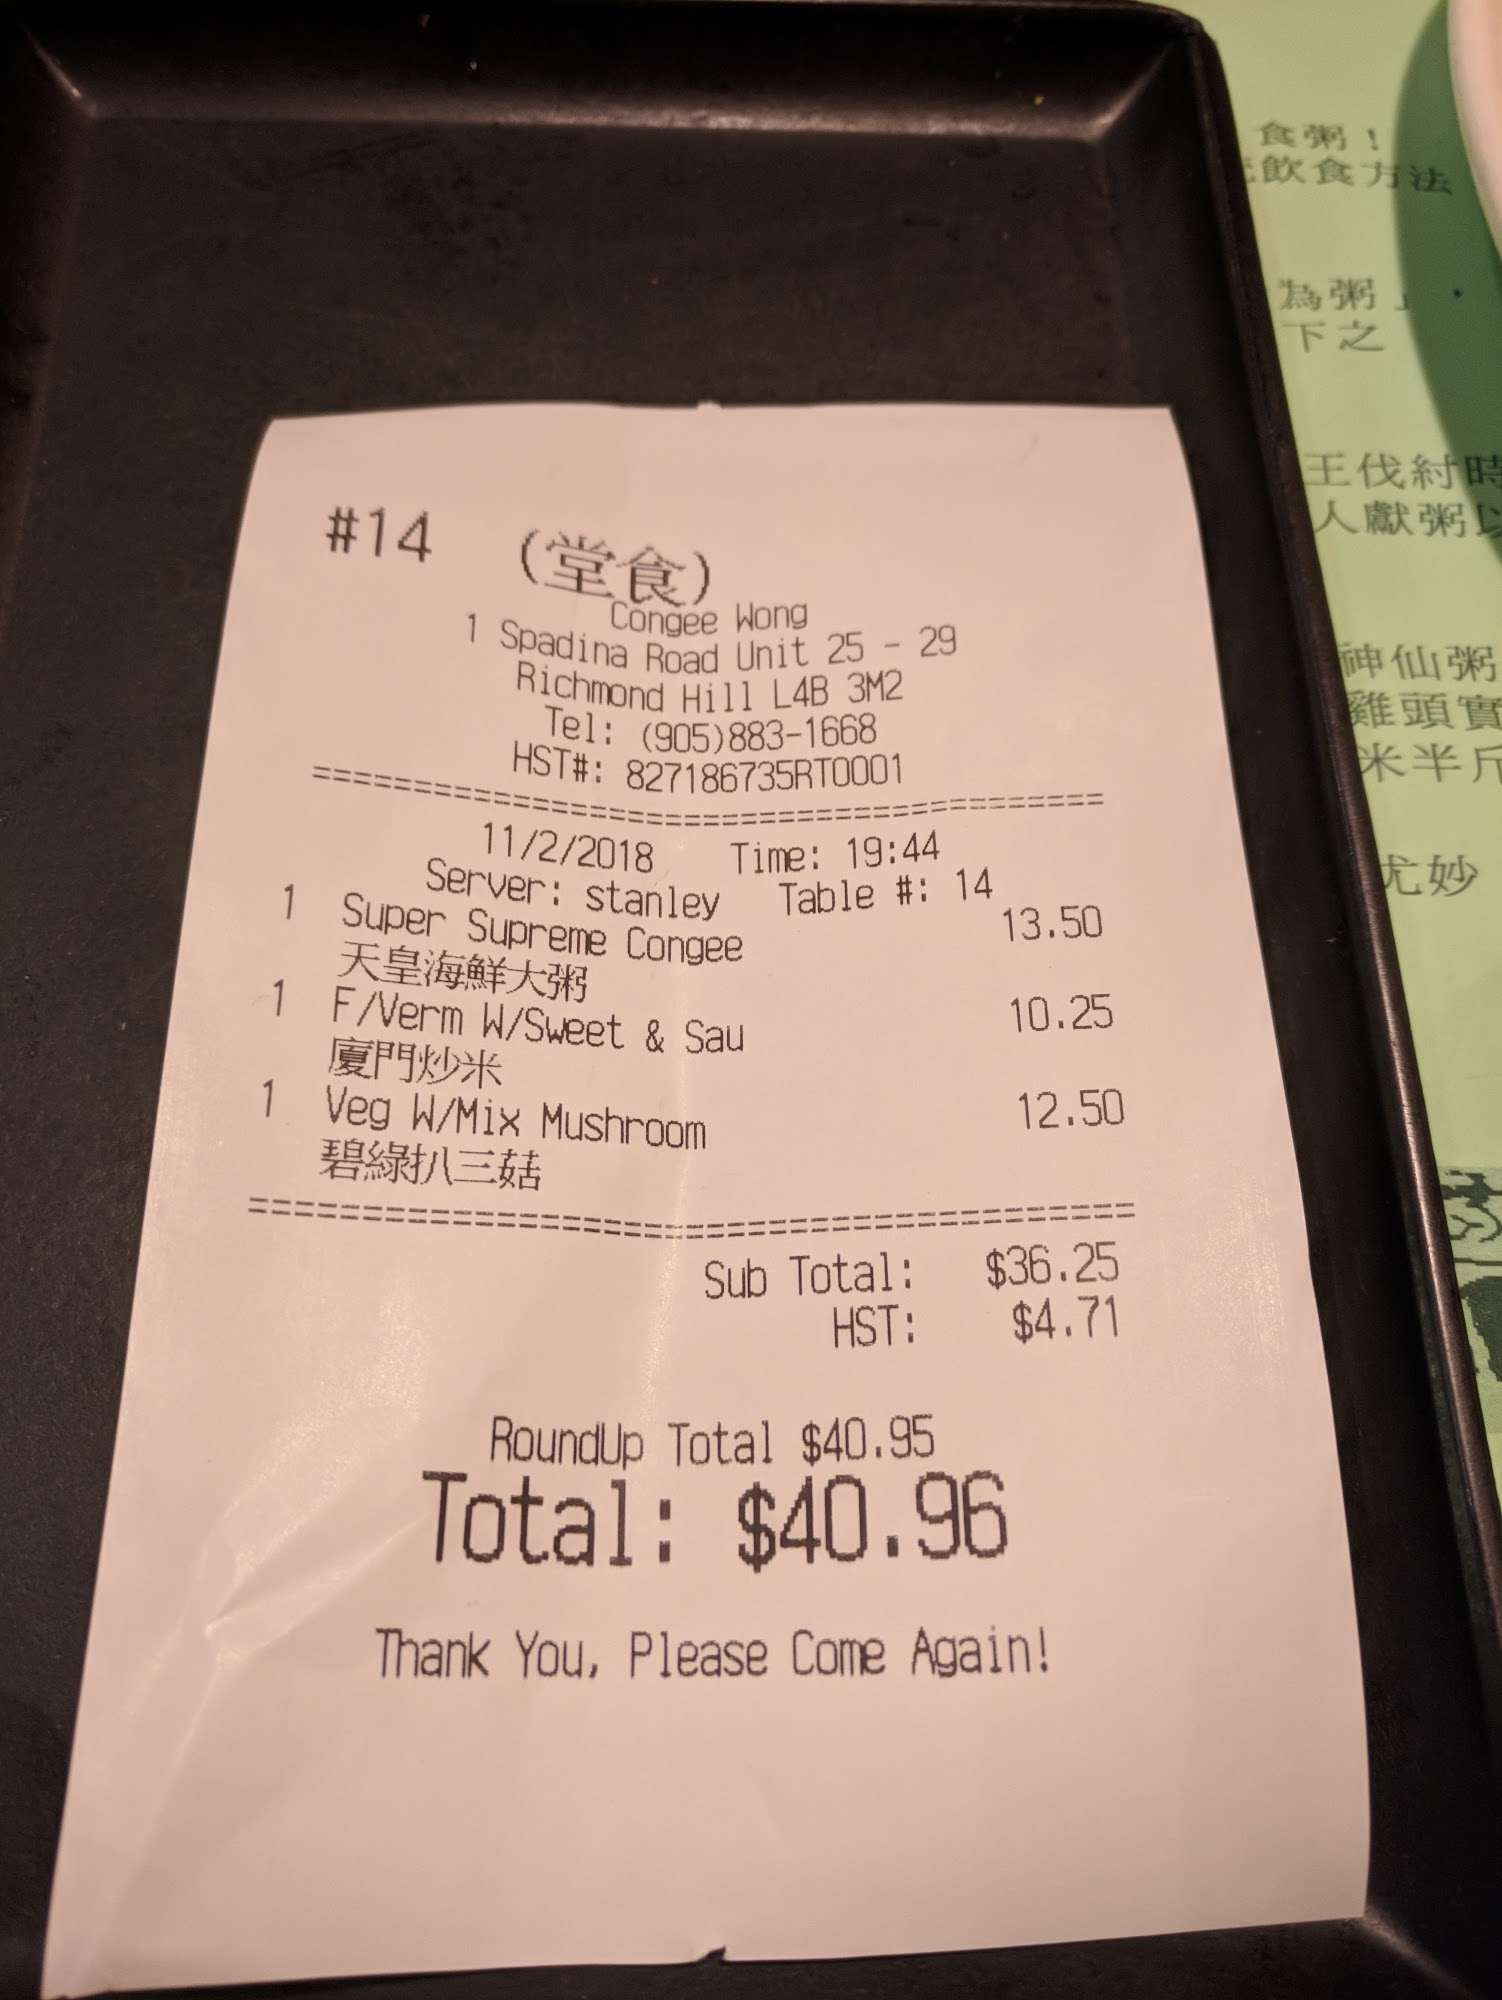 #14 (堂食)
Congee Wong
1 Spadina Road Unit 25 - 29
Richmond Hill L4B 3M2
Tel: (905)883-1668
HST#: 827186735RT0001
========================================
11/2/2018 Time: 19:44
Server: stanley Table #: 14
1 Super Supreme Congee 13.50
天皇海鮮大粥
1 F/Verm W/Sweet & Sau 10.25
廈門炒米
1 Veg W/Mix Mushroom 12.50
碧綠扒三菇
========================================
Sub Total: $36.25
HST: $4.71
RoundUp Total $40.95
Total: $40.96
Thank You, Please Come Again!
食粥！
飲食方法
為粥」.
下之
王伐紂時
人獻粥以
神仙粥
雞頭實
米半斤
尤妙